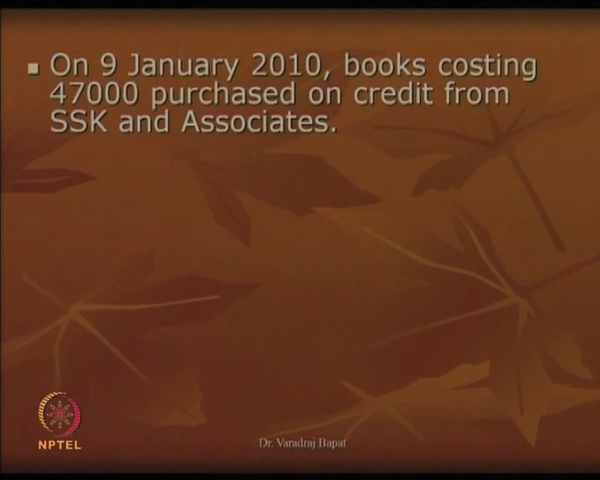 On 9 January 2010, books costing
47000 purchased on credit from
SSK and Associates.
NPTEL
Dr. Varadraj Bapat